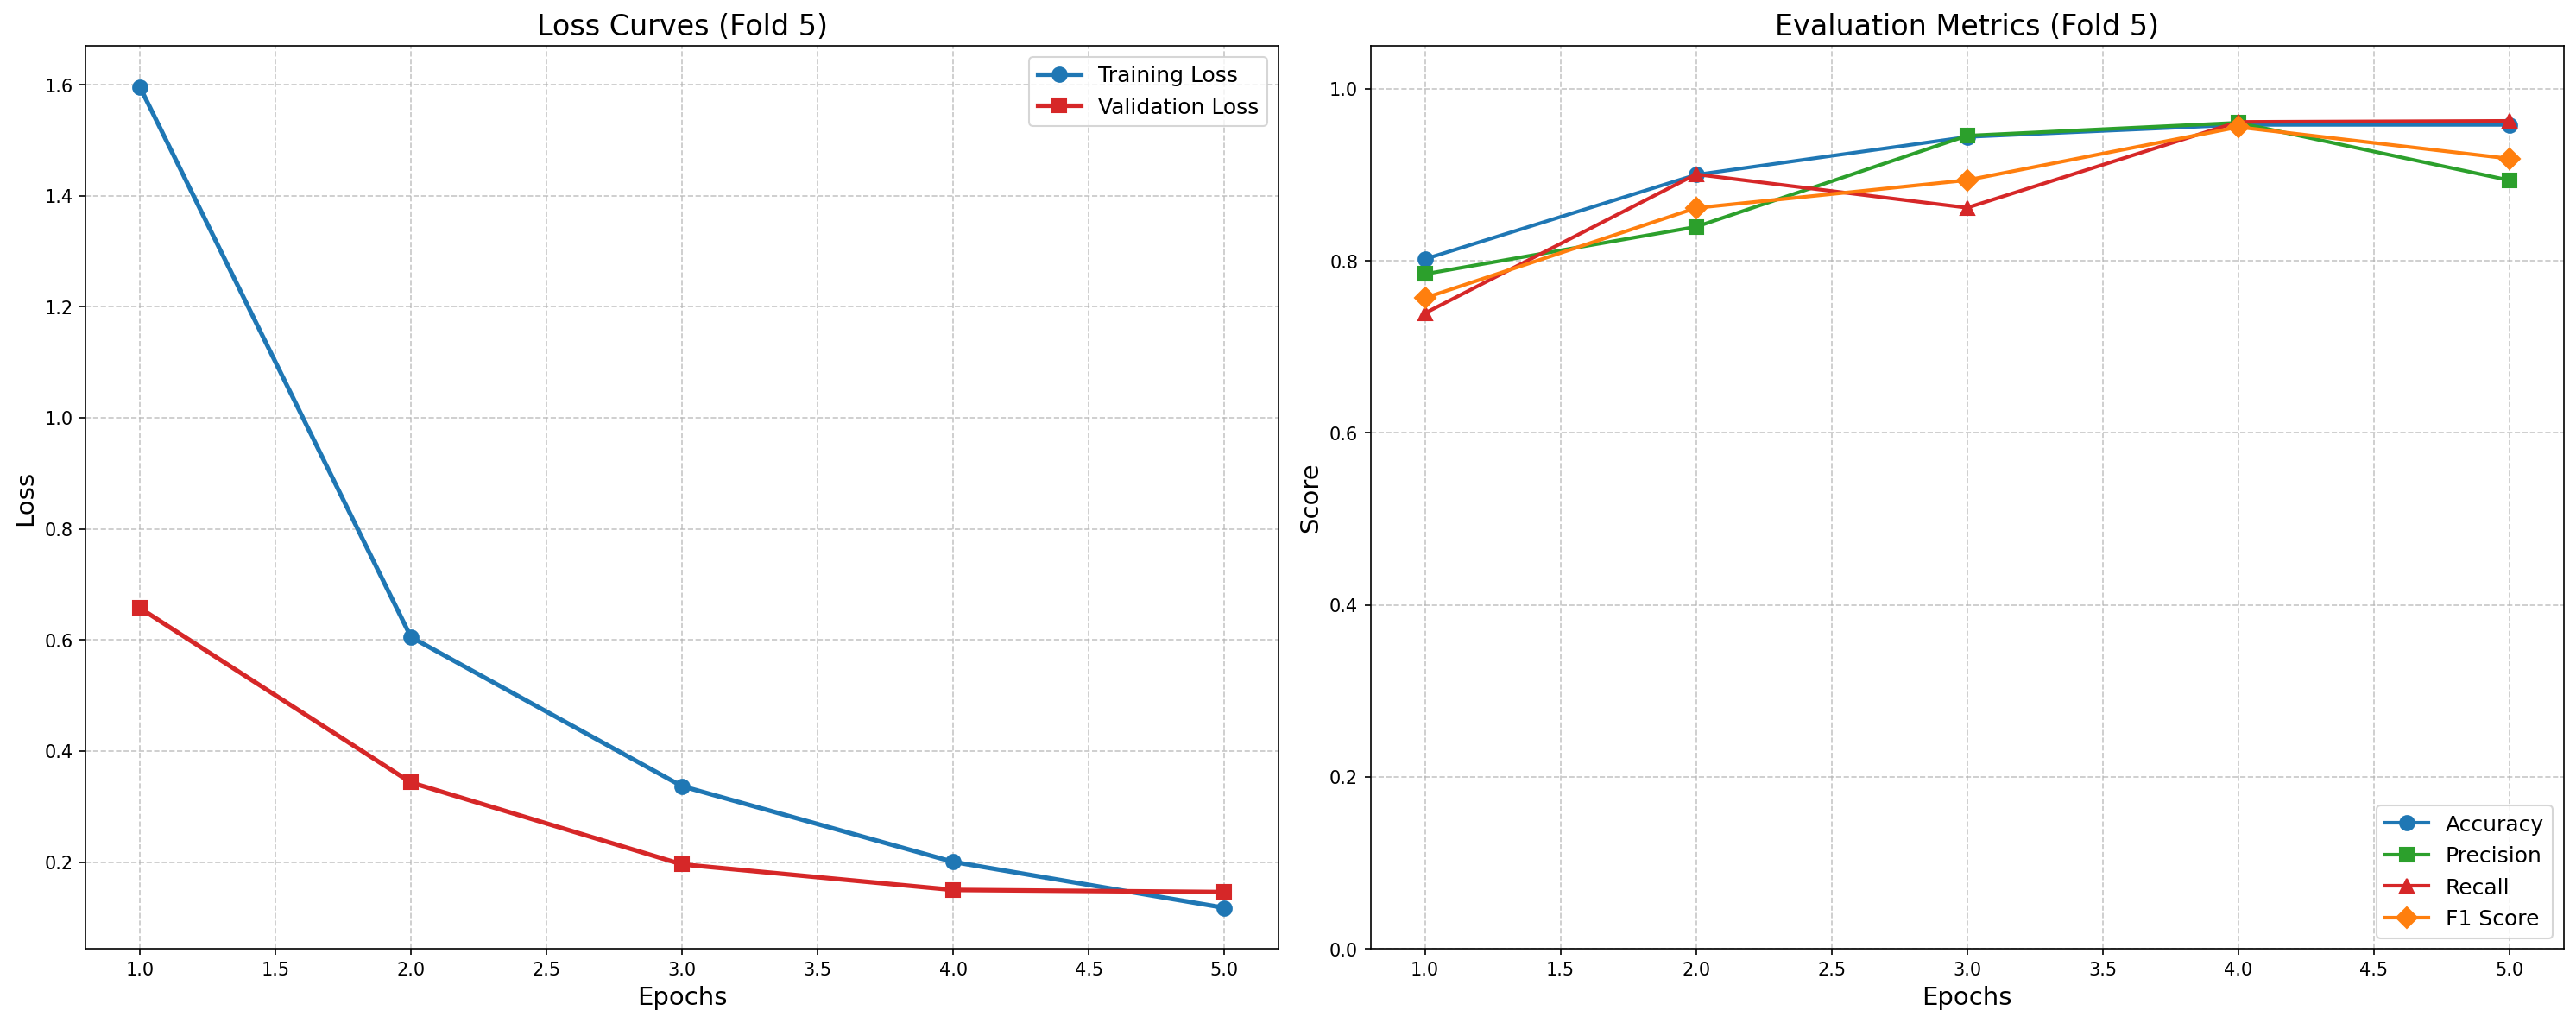 Loss Curves (Fold 5)
Training Loss
Validation Loss
1.6
1.4
1.2
1.0
0.8
0.6
0.4
0.2
Loss
1.0 1.5 2.0 2.5 3.0 3.5 4.0 4.5 5.0
Epochs
Evaluation Metrics (Fold 5)
1.0
0.8
0.6
0.4
0.2
0.0
Score
Accuracy
Precision
Recall
F1 Score
1.0 1.5 2.0 2.5 3.0 3.5 4.0 4.5 5.0
Epochs